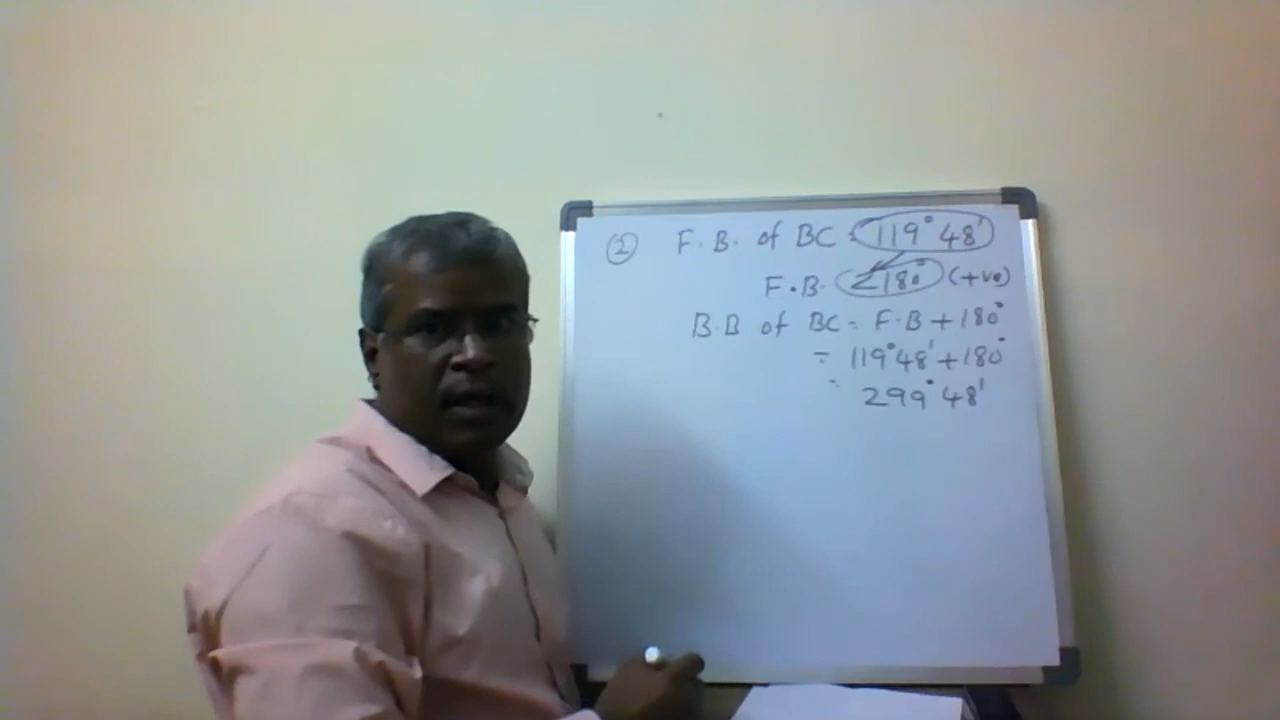 ② F.B. of BC = 119° 48'
F.B. <180° (+ve)
B.B of BC = F.B + 180°
= 119° 48' + 180°
= 299° 48'